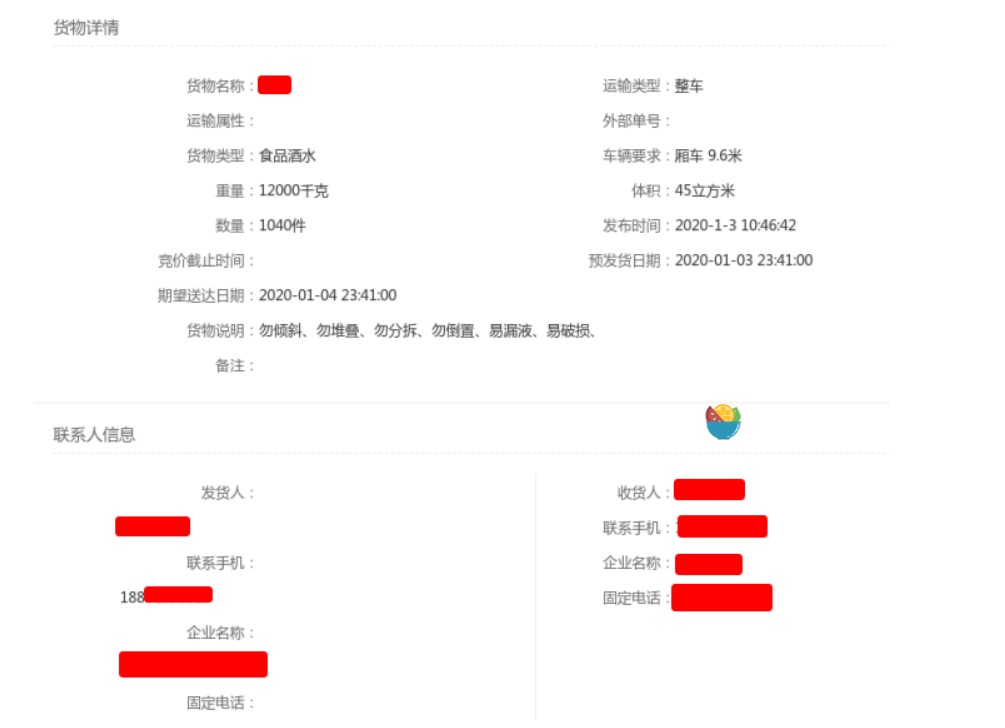 货物详情
货物名称：
运输类型：整车
运输属性：
外部单号：
货物类型：食品酒水
车辆要求：厢车 9.6米
重量：12000千克
体积：45立方米
数量：1040件
发布时间：2020-1-3 10:46:42
竞价截止时间：
预发货日期：2020-01-03 23:41:00
期望送达日期：2020-01-04 23:41:00
货物说明：勿倾斜、勿堆叠、勿分拆、勿倒置、易漏液、易破损、
备注：
联系人信息
发货人：
联系手机：
188
企业名称：
固定电话：
收货人：
联系手机：
企业名称：
固定电话：